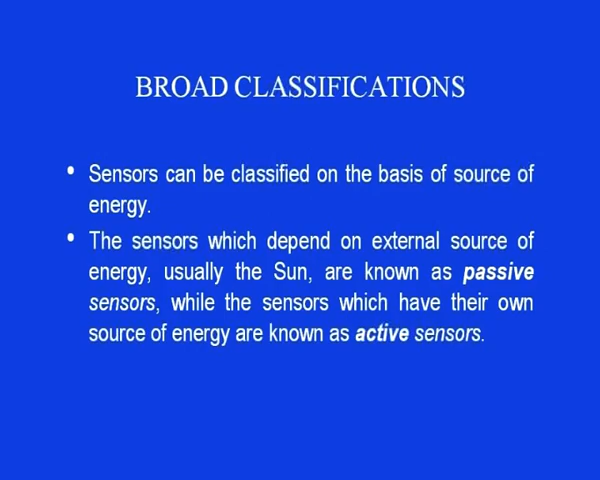 BROAD CLASSIFICATIONS
• Sensors can be classified on the basis of source of
energy.
• The sensors which depend on external source of
energy, usually the Sun, are known as passive
sensors, while the sensors which have their own
source of energy are known as active sensors.